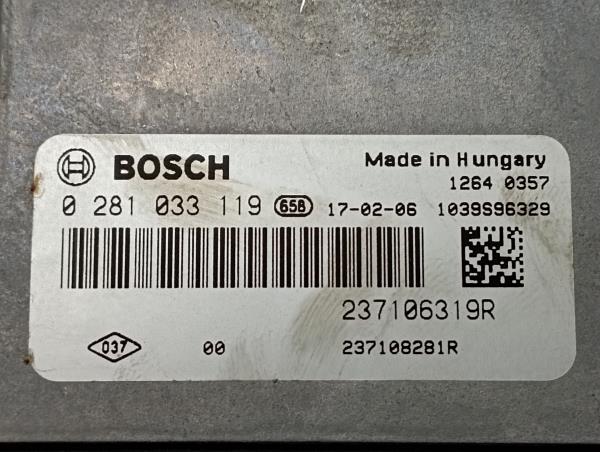 BOSCH Made in Hungary
1264 0357
0 281 033 119 658 17-02-06 1039S96329
237106319R
037 00 237108281R